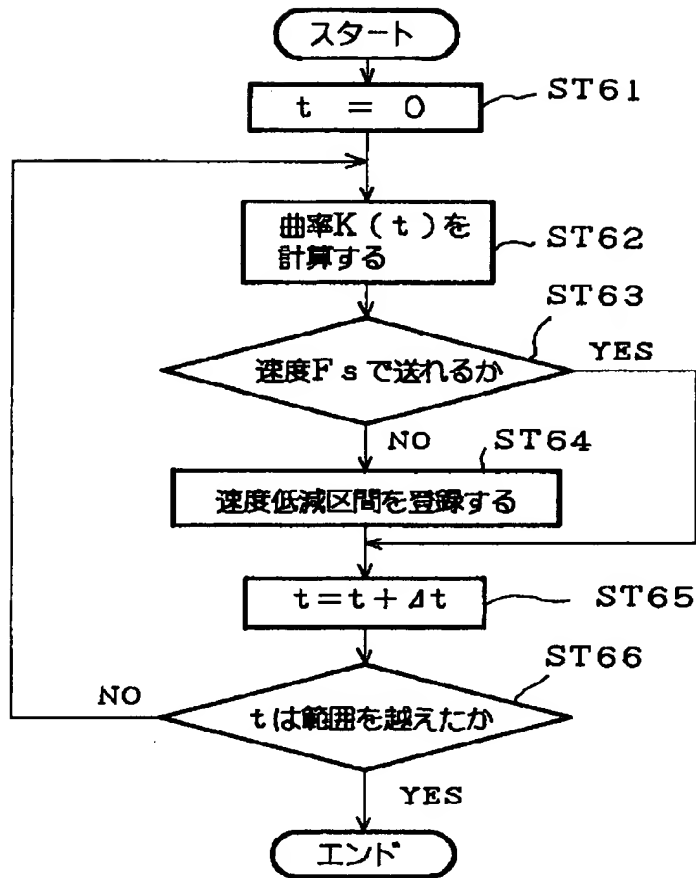 スタート
t = 0
ST61
曲率K(t)を
計算する
ST62
ST63
速度Fsで送れるか
YES
NO
ST64
速度低減区間を登録する
t=t+Δt
ST65
ST66
NO
tは範囲を越えたか
YES
エンド